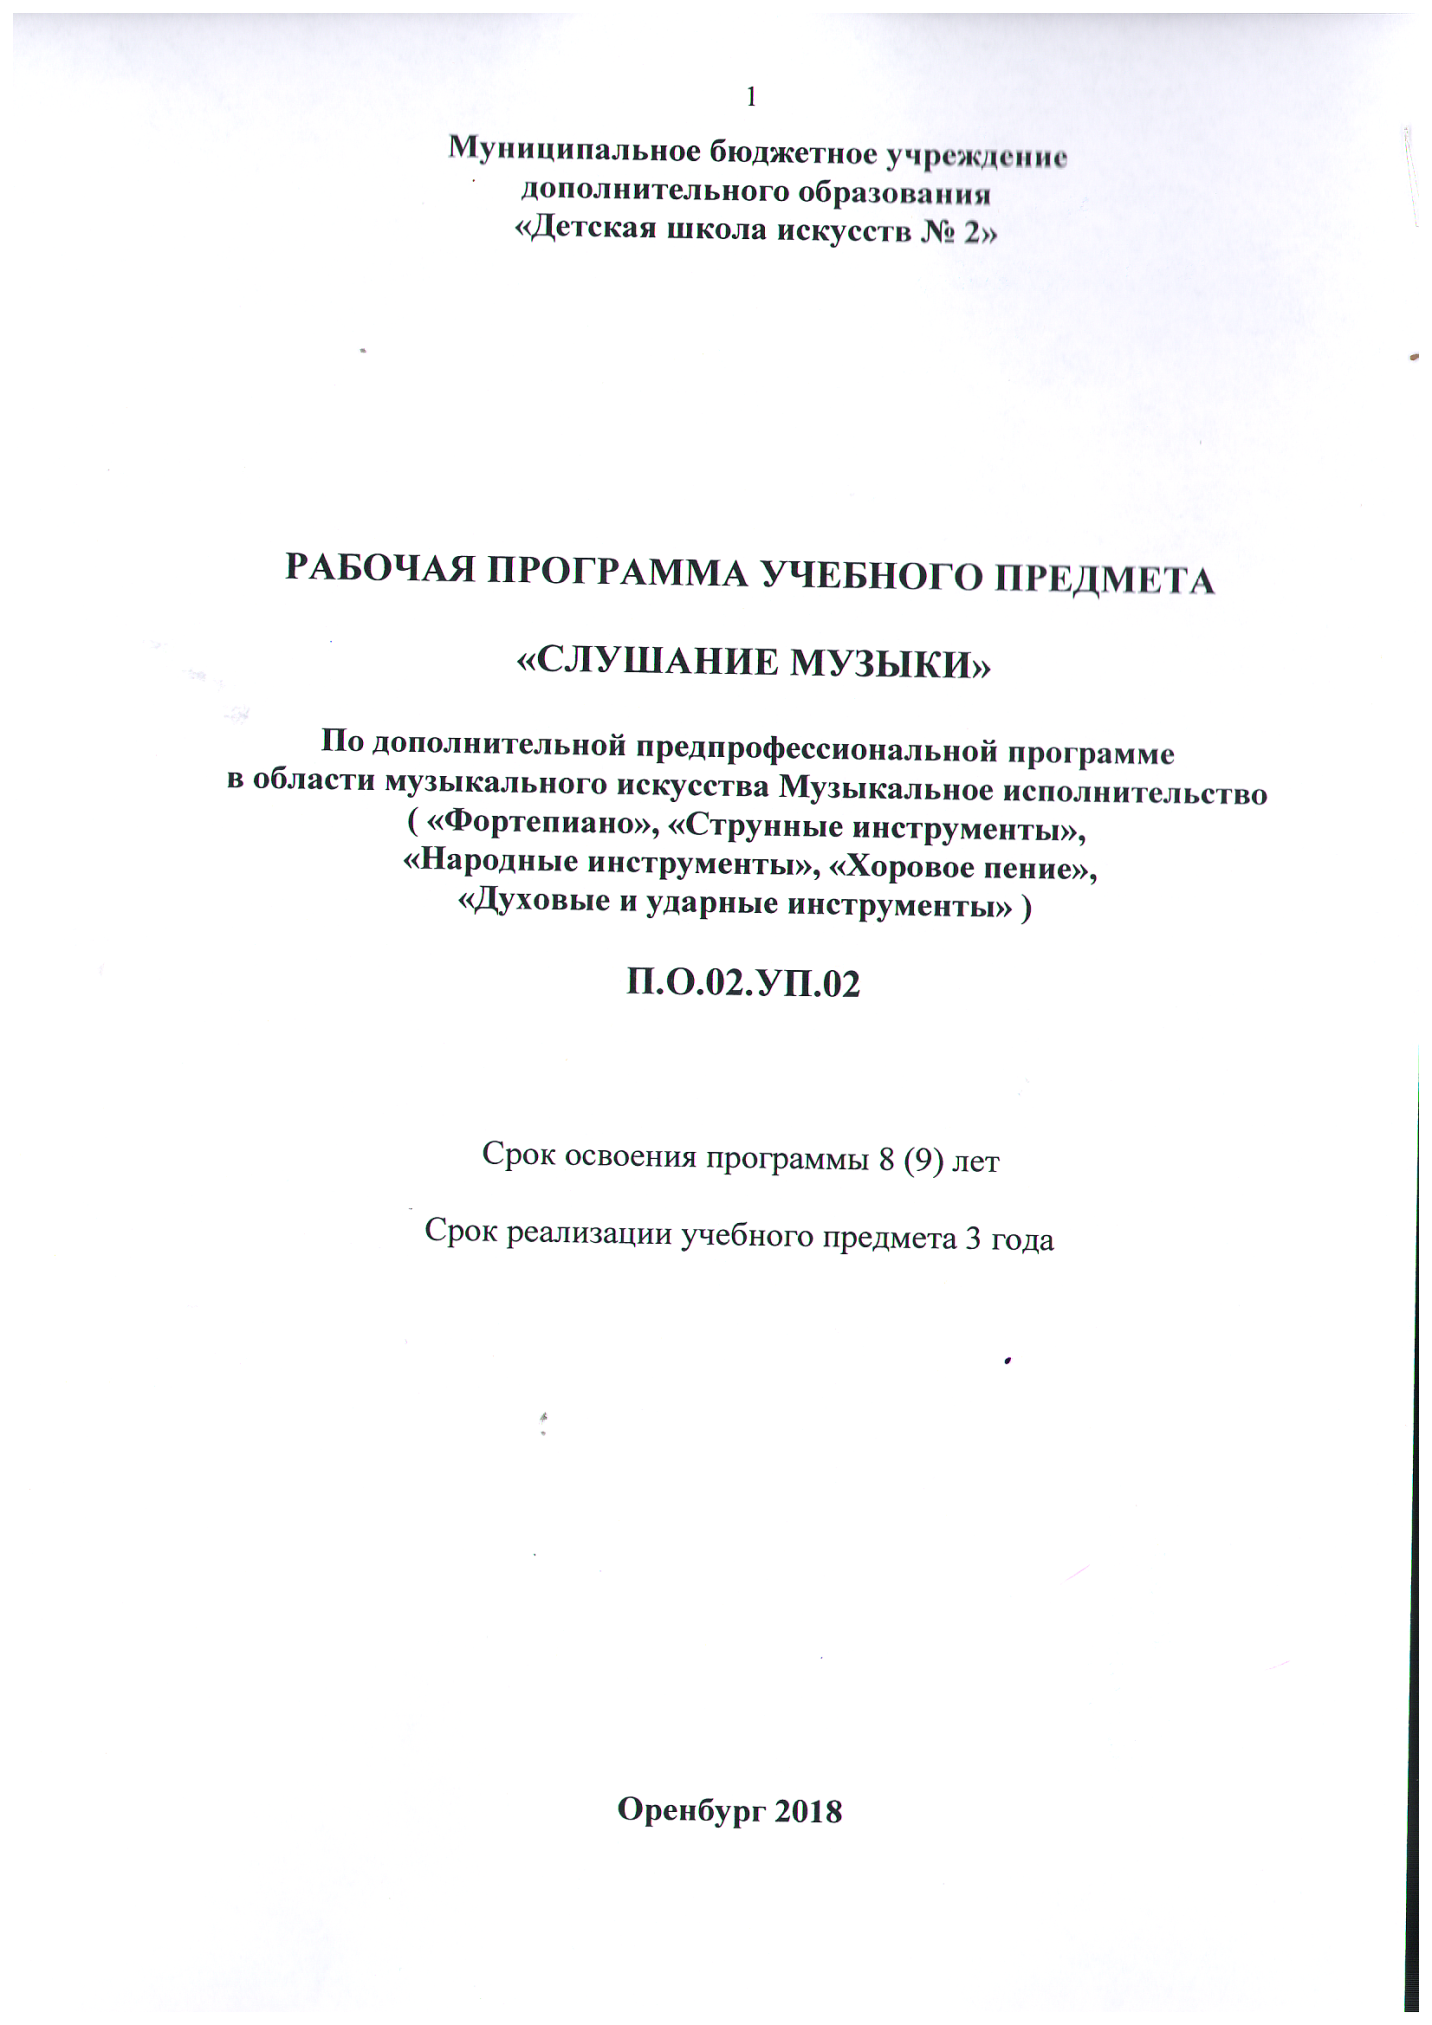 1
Муниципальное бюджетное учреждение
дополнительного образования
«Детская школа искусств № 2»
РАБОЧАЯ ПРОГРАММА УЧЕБНОГО ПРЕДМЕТА
«СЛУШАНИЕ МУЗЫКИ»
По дополнительной предпрофессиональной программе
в области музыкального искусства Музыкальное исполнительство
( «Фортепиано», «Струнные инструменты»,
«Народные инструменты», «Хоровое пение»,
«Духовые и ударные инструменты» )
П.О.02.УП.02
Срок освоения программы 8 (9) лет
Срок реализации учебного предмета 3 года
Оренбург 2018